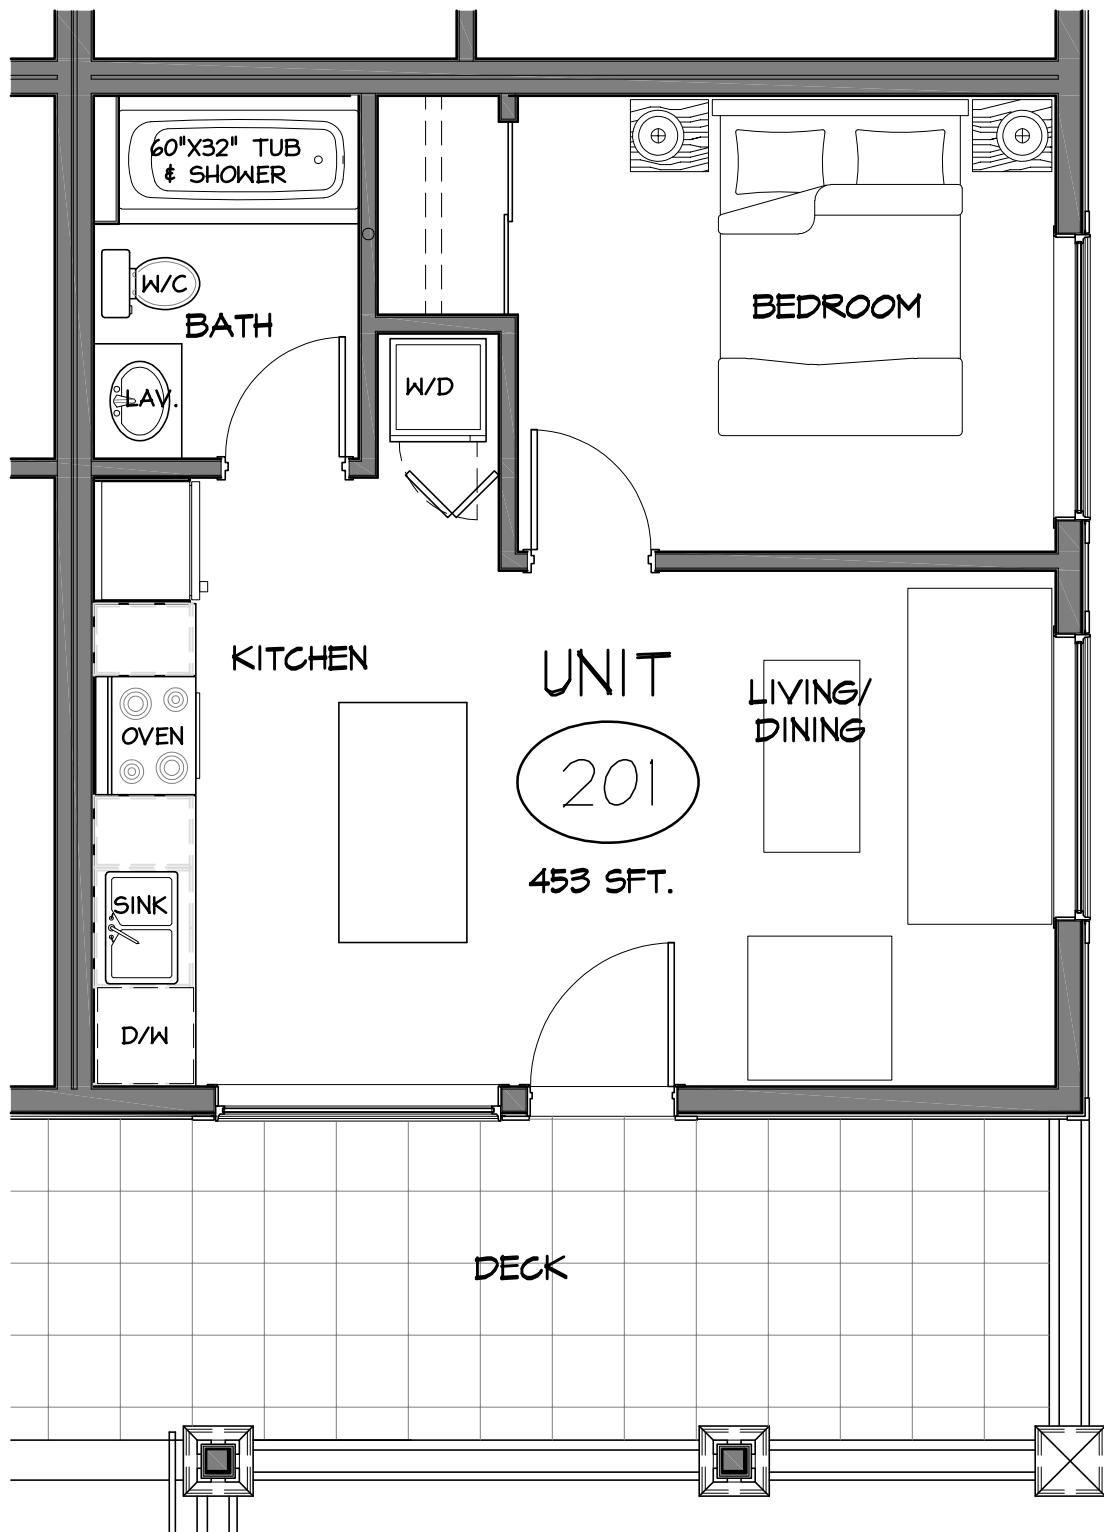 60"X32" TUB
& SHOWER
W/C
BATH
LAV.
W/D
BEDROOM
KITCHEN
OVEN
SINK
D/W
UNIT
201
453 SFT.
LIVING/
DINING
DECK